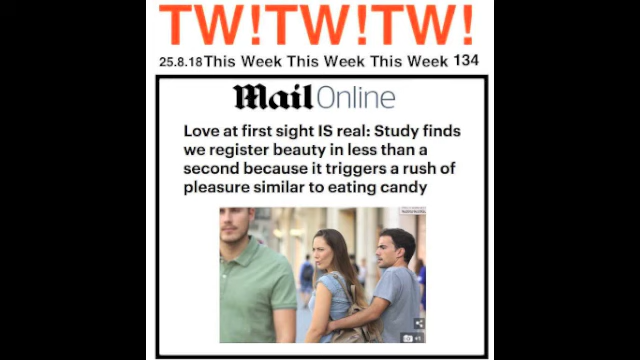 TW!TW!TW!
25.8.18 This Week This Week This Week 134
Mail Online
Love at first sight IS real: Study finds
we register beauty in less than a
second because it triggers a rush of
pleasure similar to eating candy